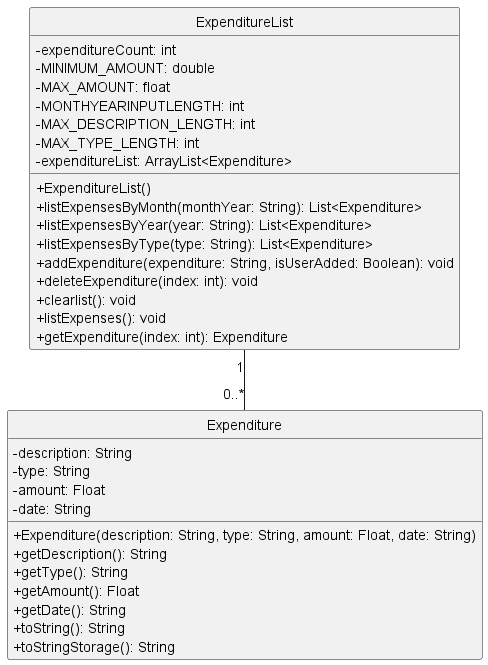 ExpenditureList
-expenditureCount: int
-MINIMUM_AMOUNT: double
-MAX_AMOUNT: float
-MONTHYEARINPUTLENGTH: int
-MAX_DESCRIPTION_LENGTH: int
-MAX_TYPE_LENGTH: int
-expenditureList: ArrayList<Expenditure>
+ExpenditureList()
+listExpensesByMonth(monthYear: String): List<Expenditure>
+listExpensesByYear(year: String): List<Expenditure>
+listExpensesByType(type: String): List<Expenditure>
+addExpenditure(expenditure: String, isUserAdded: Boolean): void
+deleteExpenditure(index: int): void
+clearlist(): void
+listExpenses(): void
+getExpenditure(index: int): Expenditure
1
0..*
Expenditure
-description: String
-type: String
-amount: Float
-date: String
+Expenditure(description: String, type: String, amount: Float, date: String)
+getDescription(): String
+getType(): String
+getAmount(): Float
+getDate(): String
+toString(): String
+toStringStorage(): String